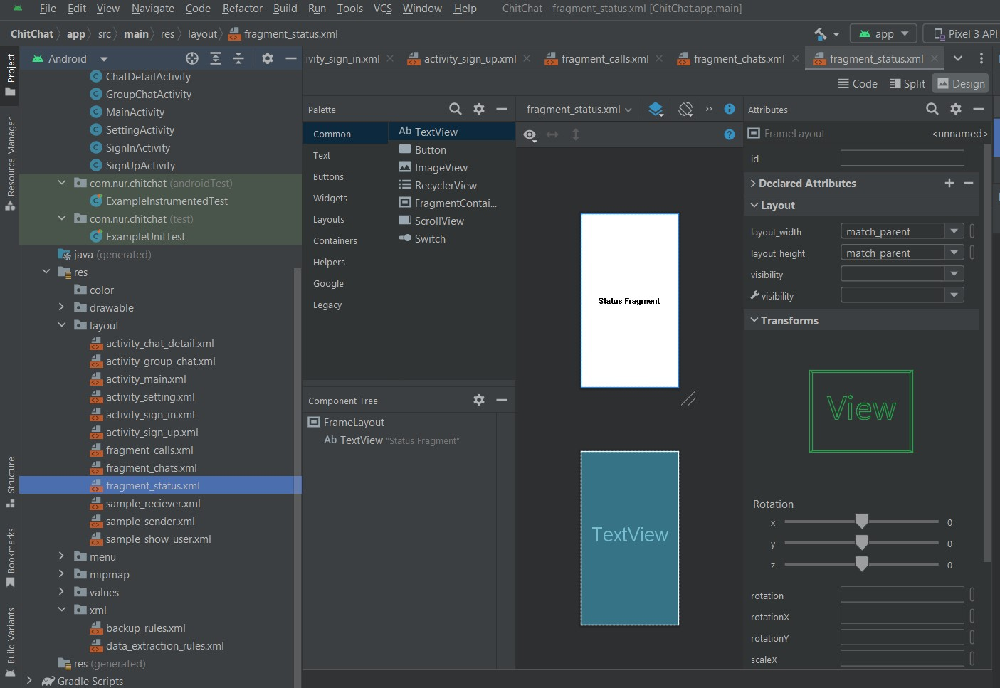 File Edit View Navigate Code Refactor Build Run Tools VCS Window Help ChitChat - fragment_status.xml [ChitChat.app.main]
ChitChat app src main res layout fragment_status.xml app Pixel 3 API
Android ivity_sign_in.xml activity_sign_up.xml fragment_calls.xml fragment_chats.xml fragment_status.xml
Code Split Design
Project
Resource Manager
Structure
Bookmarks
Build Variants
ChatDetailActivity
GroupChatActivity
MainActivity
SettingActivity
SignInActivity
SignUpActivity
com.nur.chitchat (androidTest)
ExampleInstrumentedTest
com.nur.chitchat (test)
ExampleUnitTest
java (generated)
res
color
drawable
layout
activity_chat_detail.xml
activity_group_chat.xml
activity_main.xml
activity_setting.xml
activity_sign_in.xml
activity_sign_up.xml
fragment_calls.xml
fragment_chats.xml
fragment_status.xml
sample_reciever.xml
sample_sender.xml
sample_show_user.xml
menu
mipmap
values
xml
backup_rules.xml
data_extraction_rules.xml
res (generated)
Gradle Scripts
Palette
Common
Text
Buttons
Widgets
Layouts
Containers
Helpers
Google
Legacy
Ab TextView
Button
ImageView
RecyclerView
FragmentContai...
ScrollView
Switch
Component Tree
FrameLayout
Ab TextView "Status Fragment"
fragment_status.xml
Status Fragment
TextView
Attributes
FrameLayout <unnamed>
id
Declared Attributes
Layout
layout_width match_parent
layout_height match_parent
visibility
visibility
Transforms
View
Rotation
x 0
y 0
z 0
rotation
rotationX
rotationY
scaleX